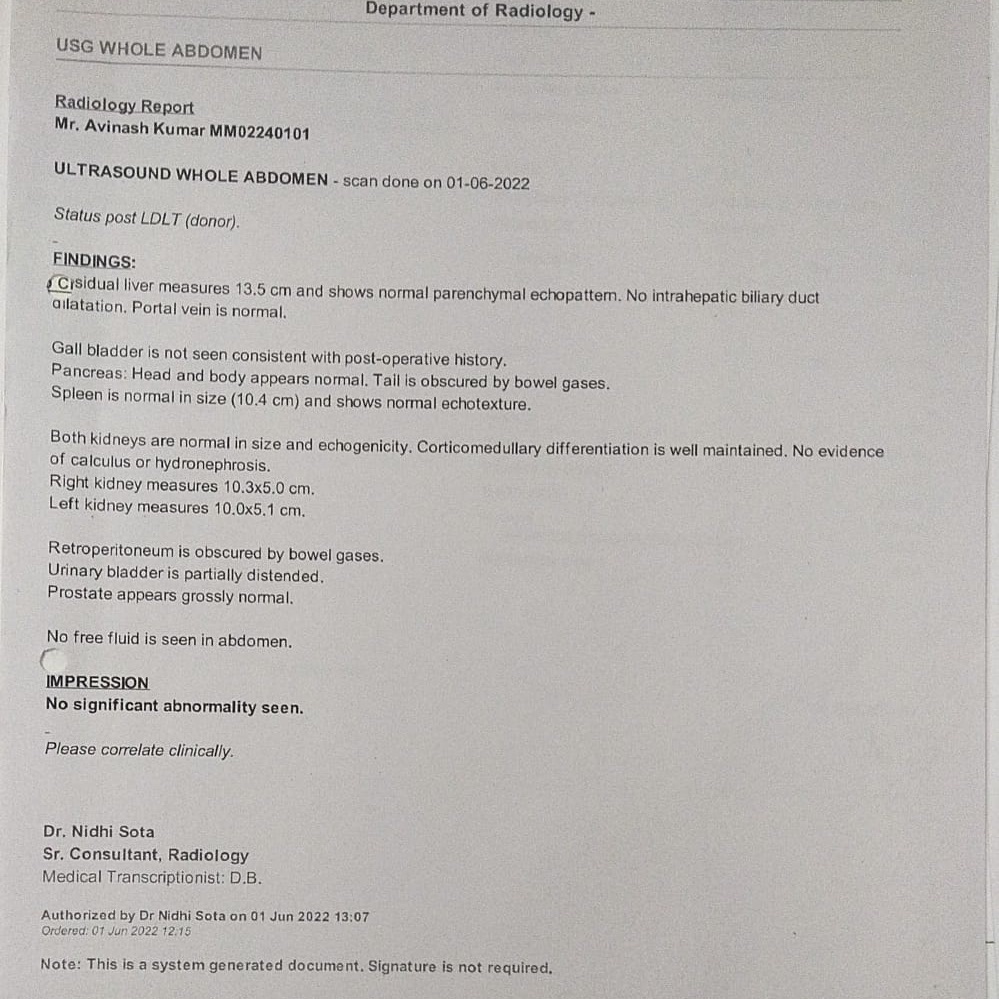 Department of Radiology -
USG WHOLE ABDOMEN
Radiology Report
Mr. Avinash Kumar MM02240101
ULTRASOUND WHOLE ABDOMEN - scan done on 01-06-2022
Status post LDLT (donor).
FINDINGS:
sidual liver measures 13.5 cm and shows normal parenchymal echopattern. No intrahepatic biliary duct
dilatation. Portal vein is normal.
Gall bladder is not seen consistent with post-operative history.
Pancreas: Head and body appears normal. Tail is obscured by bowel gases.
Spleen is normal in size (10.4 cm) and shows normal echotexture.
Both kidneys are normal in size and echogenicity. Corticomedullary differentiation is well maintained. No evidence
of calculus or hydronephrosis.
Right kidney measures 10.3x5.0 cm.
Left kidney measures 10.0x5.1 cm.
Retroperitoneum is obscured by bowel gases.
Urinary bladder is partially distended.
Prostate appears grossly normal.
No free fluid is seen in abdomen.
IMPRESSION
No significant abnormality seen.
Please correlate clinically.
Dr. Nidhi Sota
Sr. Consultant, Radiology
Medical Transcriptionist: D.B.
Authorized by Dr Nidhi Sota on 01 Jun 2022 13:07
Ordered: 01 Jun 2022 12:15
Note: This is a system generated document. Signature is not required.